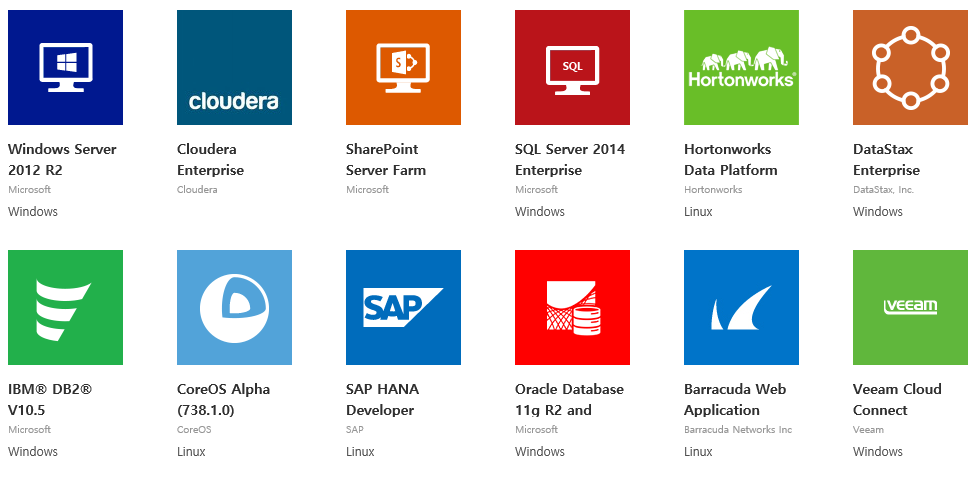 cloudera
SQL
Hortonworks®
Windows Server
2012 R2
Microsoft
Windows
Cloudera
Enterprise
Cloudera
SharePoint
Server Farm
Microsoft
SQL Server 2014
Enterprise
Microsoft
Windows
Hortonworks
Data Platform
Hortonworks
Linux
DataStax
Enterprise
DataStax, Inc.
Windows
SAP
veeam
IBM® DB2®
V10.5
Microsoft
Windows
CoreOS Alpha
(738.1.0)
CoreOS
Linux
SAP HANA
Developer
SAP
Linux
Oracle Database
11g R2 and
Microsoft
Windows
Barracuda Web
Application
Barracuda Networks Inc
Linux
Veeam Cloud
Connect
Veeam
Windows